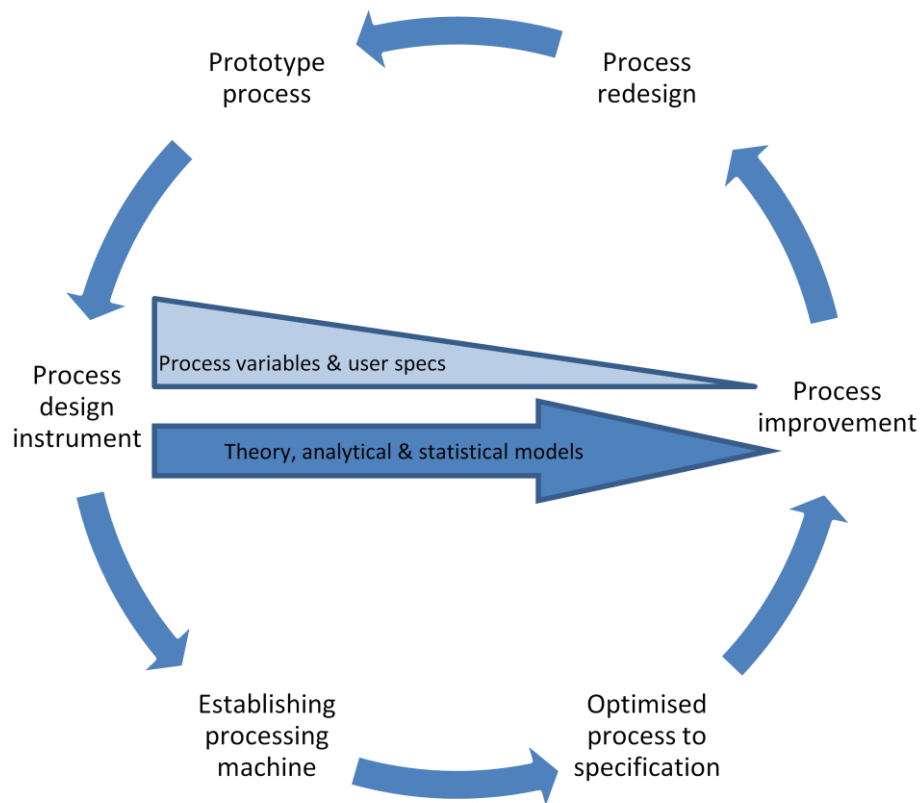 Prototype
process
Process
redesign
Process variables & user specs
Process
design
instrument
Process
improvement
Theory, analytical & statistical models
Establishing
processing
machine
Optimised
process to
specification